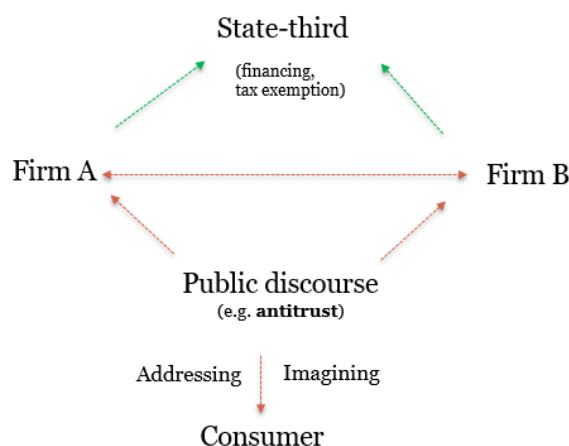 State-third
(financing,
tax exemption)
Firm A
Firm B
Public discourse
(e.g. antitrust)
Addressing
Imagining
Consumer